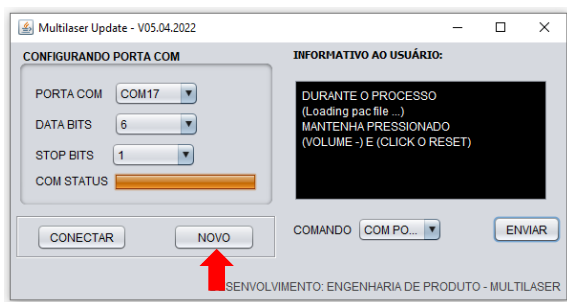 Multilaser Update - V05.04.2022
CONFIGURANDO PORTA COM
PORTA COM COM17
DATA BITS 6
STOP BITS 1
COM STATUS
CONECTAR NOVO
INFORMATIVO AO USUÁRIO:
DURANTE O PROCESSO
(Loading pac file ...)
MANTENHA PRESSIONADO
(VOLUME -) E (CLICK O RESET)
COMANDO COM PO... ENVIAR
SENVOLVIMENTO: ENGENHARIA DE PRODUTO - MULTILASER